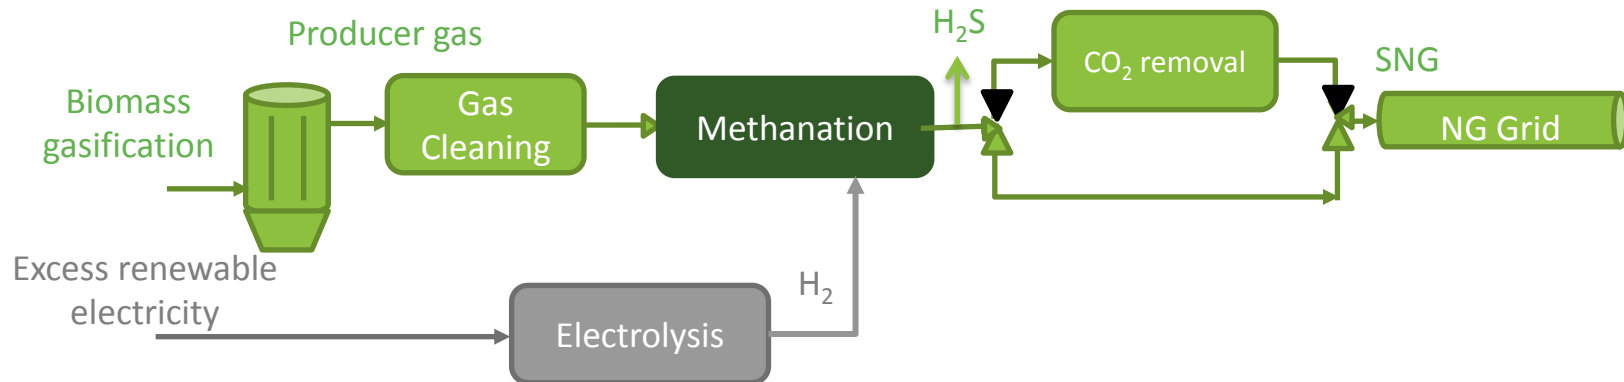 Producer gas
H₂S
CO₂ removal
SNG
Biomass
gasification
Gas
Cleaning
Methanation
NG Grid
Excess renewable
electricity
H₂
Electrolysis